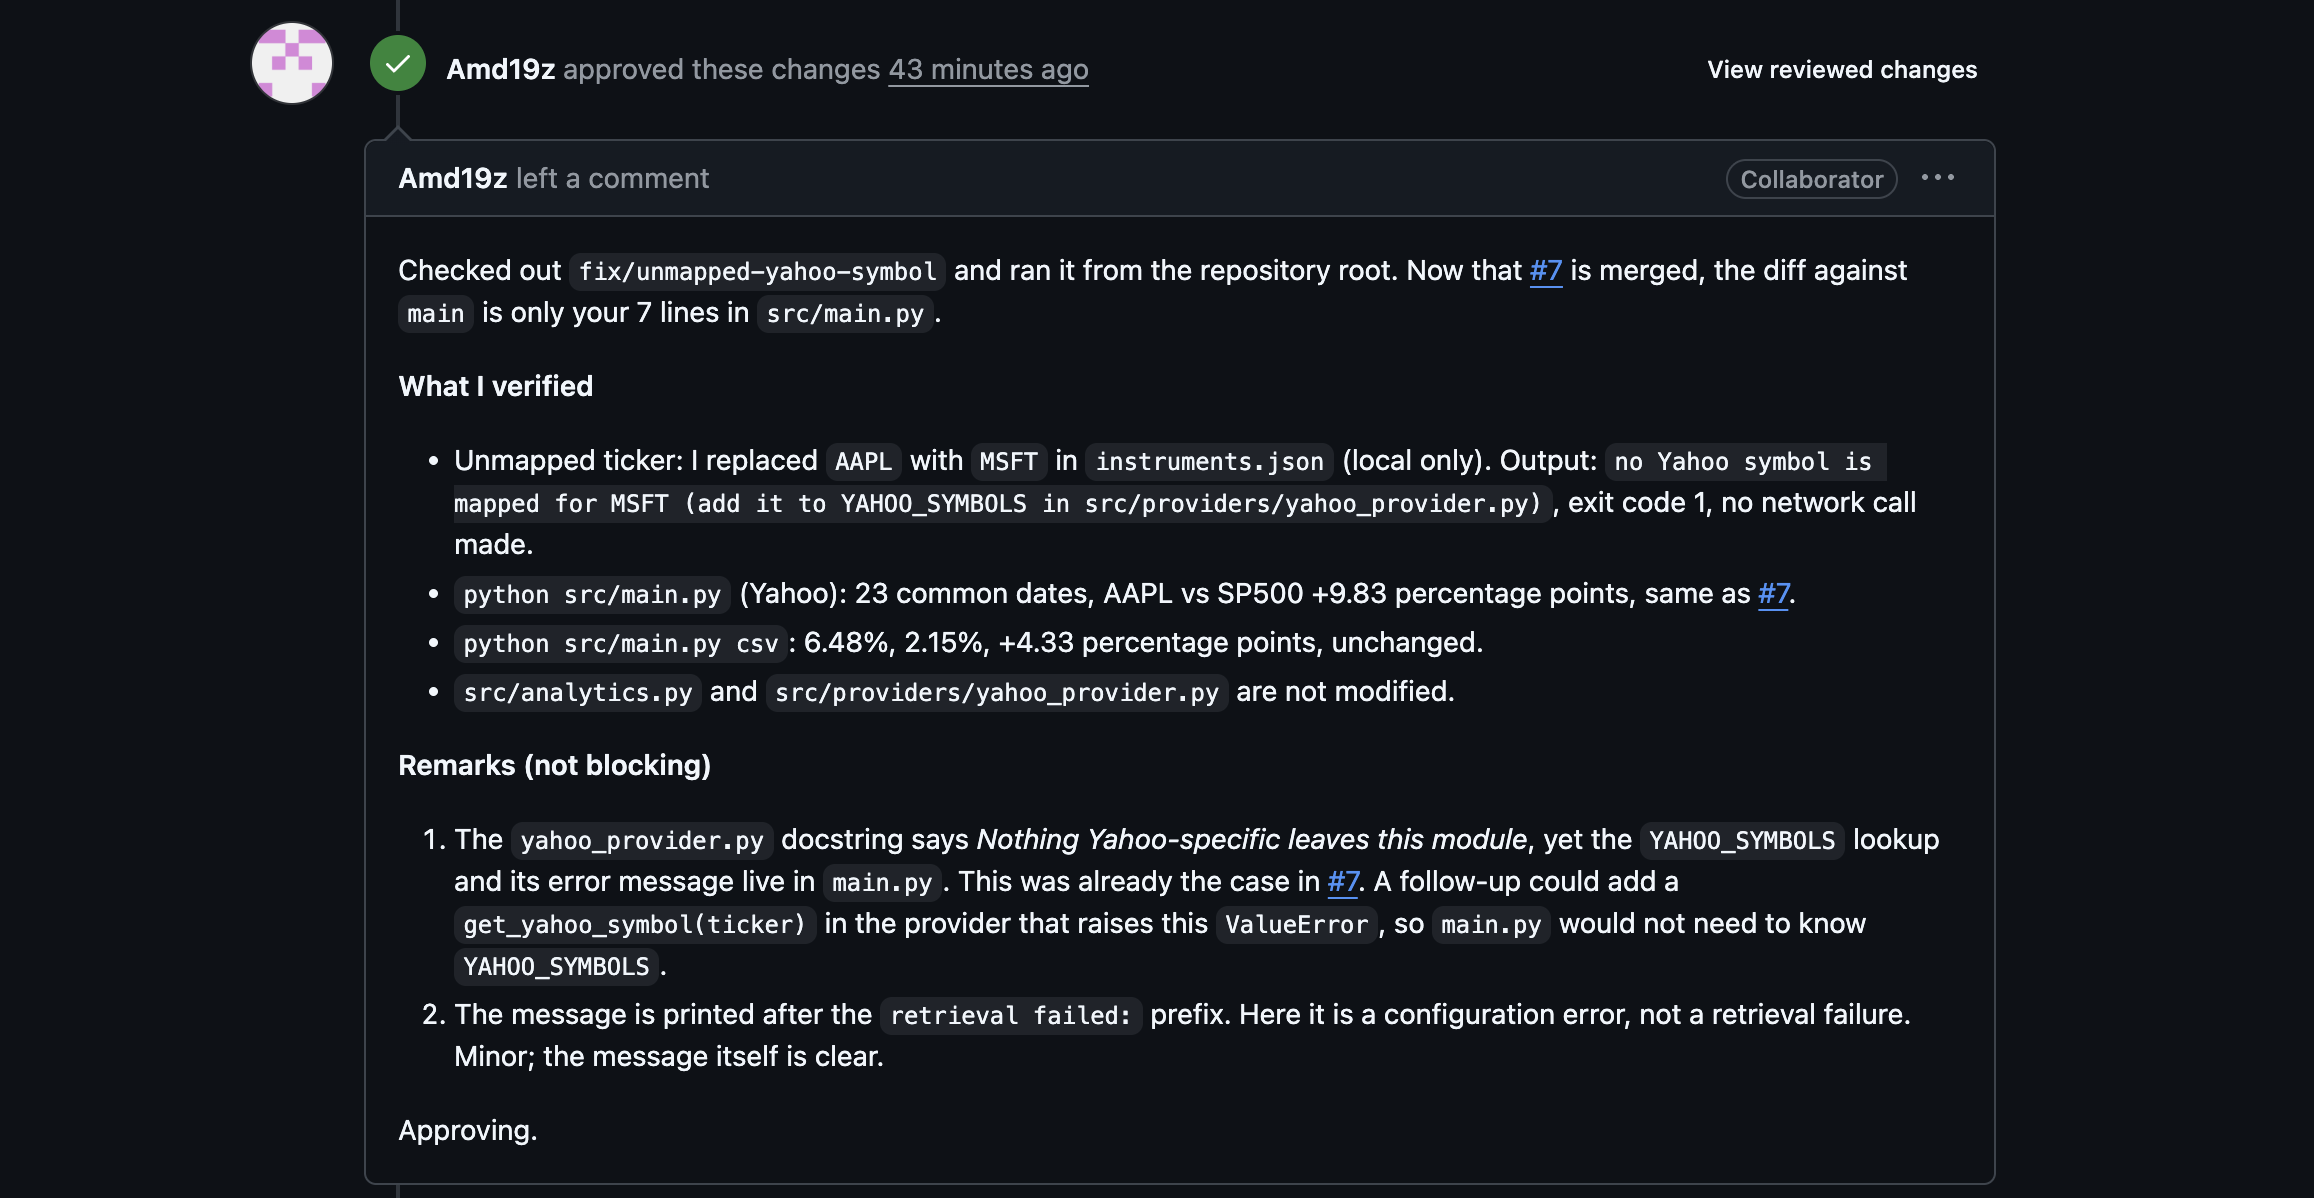 Amd19z approved these changes 43 minutes ago
View reviewed changes
Amd19z left a comment
Collaborator
Checked out fix/unmapped-yahoo-symbol and ran it from the repository root. Now that #7 is merged, the diff against
main is only your 7 lines in src/main.py.
What I verified
• Unmapped ticker: I replaced AAPL with MSFT in instruments.json (local only). Output: no Yahoo symbol is
mapped for MSFT (add it to YAHOO_SYMBOLS in src/providers/yahoo_provider.py), exit code 1, no network call
made.
• python src/main.py (Yahoo): 23 common dates, AAPL vs SP500 +9.83 percentage points, same as #7.
• python src/main.py csv: 6.48%, 2.15%, +4.33 percentage points, unchanged.
• src/analytics.py and src/providers/yahoo_provider.py are not modified.
Remarks (not blocking)
1. The yahoo_provider.py docstring says Nothing Yahoo-specific leaves this module, yet the YAHOO_SYMBOLS lookup
and its error message live in main.py. This was already the case in #7. A follow-up could add a
get_yahoo_symbol(ticker) in the provider that raises this ValueError, so main.py would not need to know
YAHOO_SYMBOLS.
2. The message is printed after the retrieval failed: prefix. Here it is a configuration error, not a retrieval failure.
Minor; the message itself is clear.
Approving.